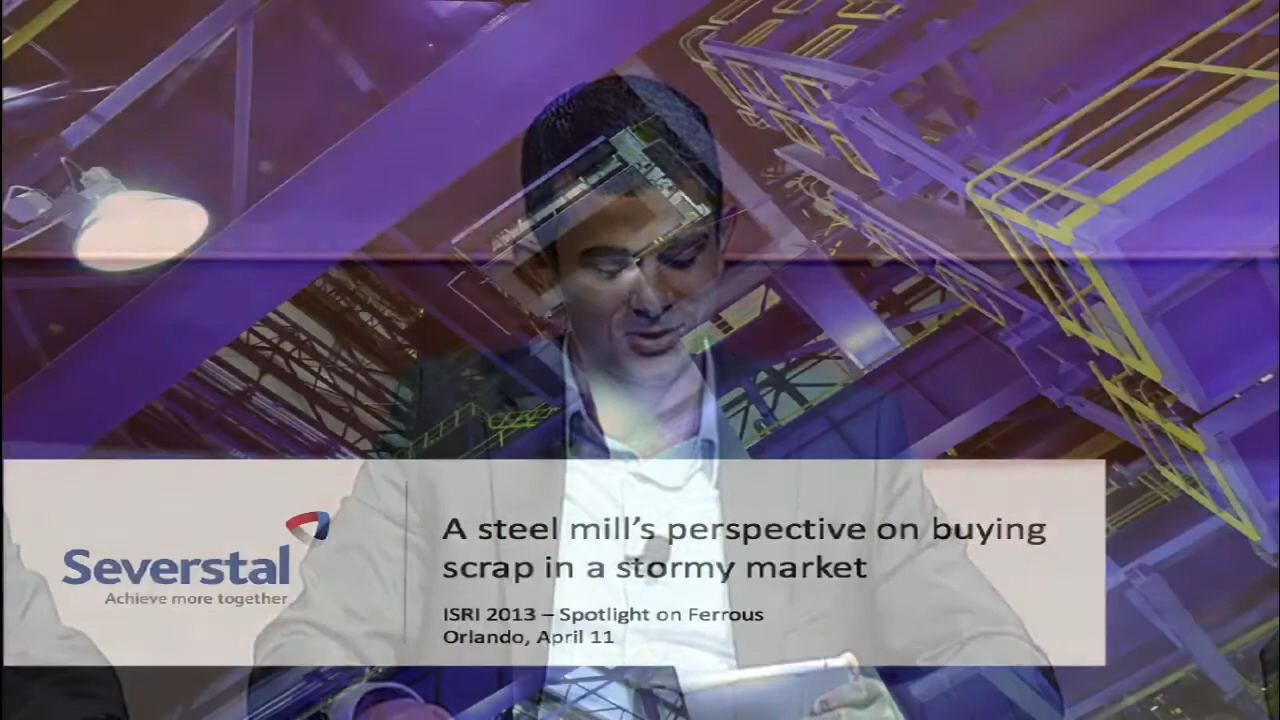 Severstal
Achieve more together
A steel mill's perspective on buying
scrap in a stormy market
ISRI 2013 – Spotlight on Ferrous
Orlando, April 11